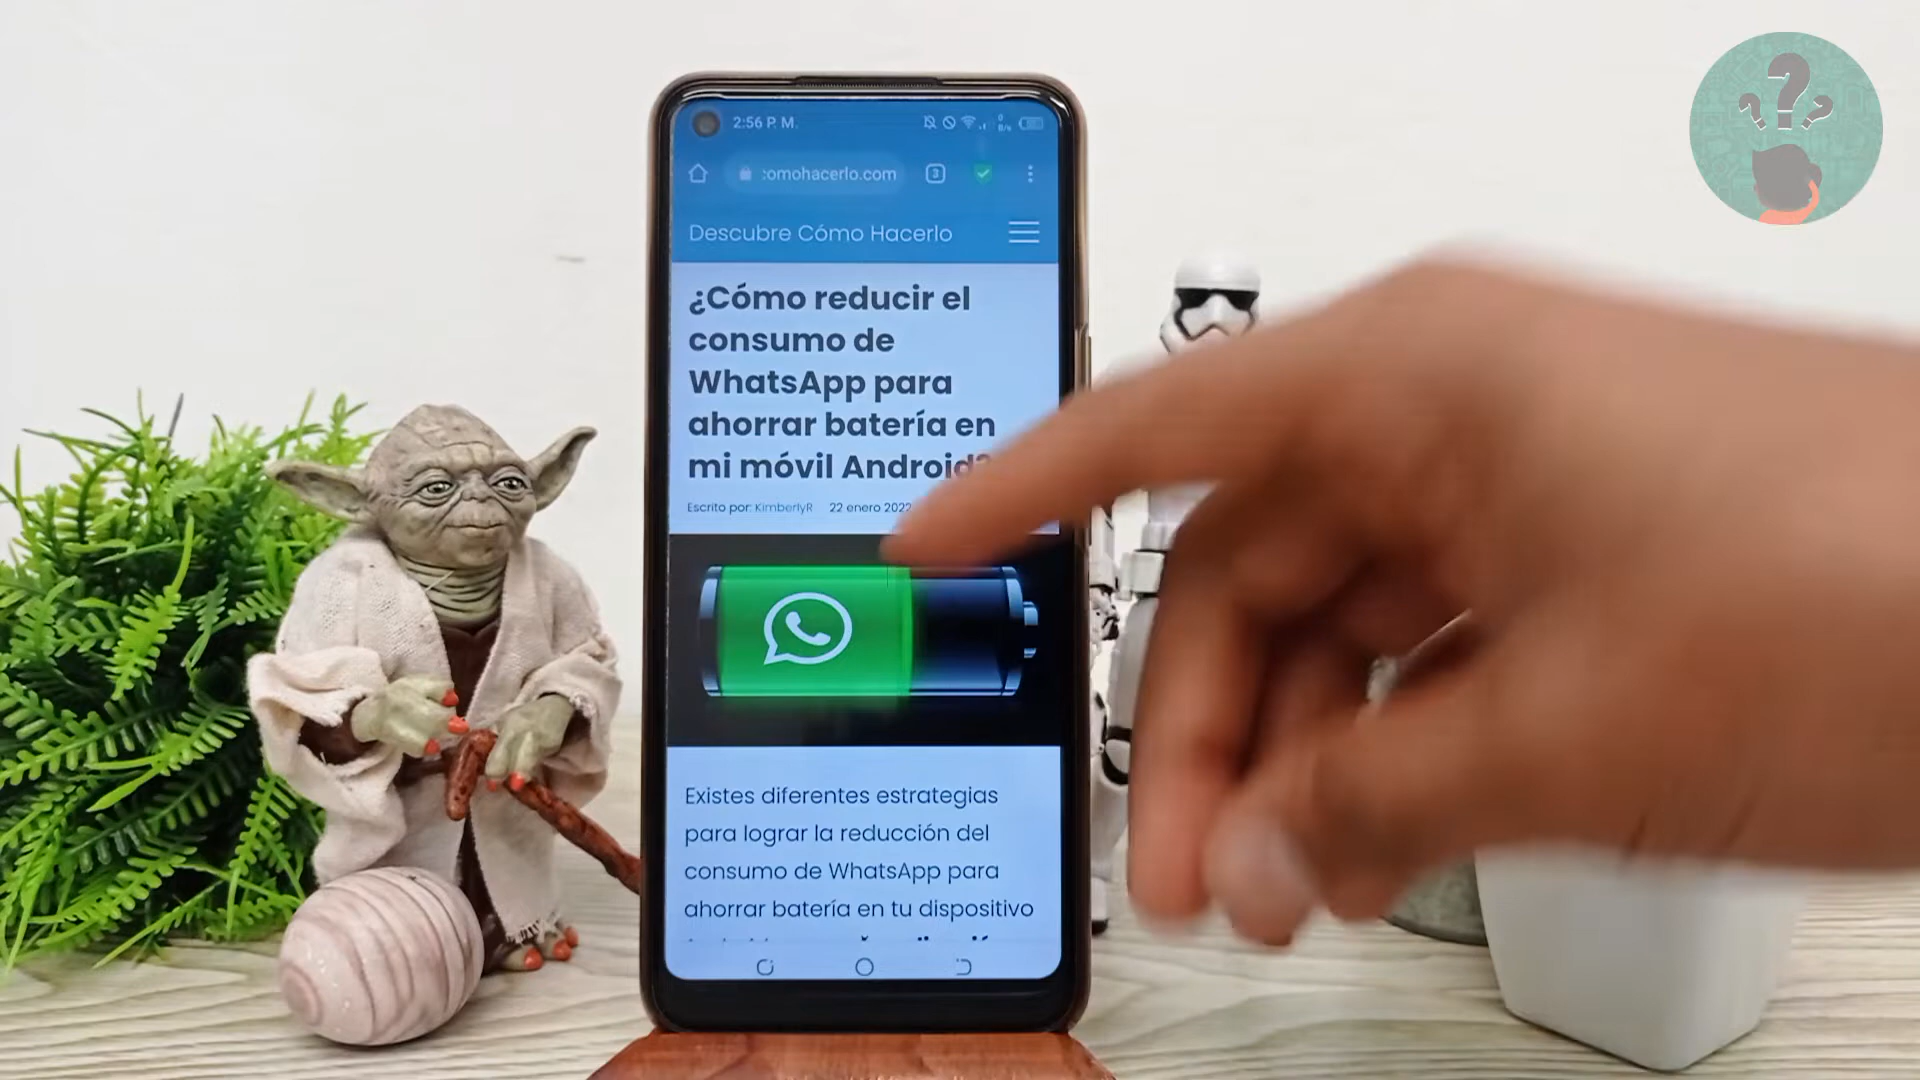 2:56 P. M.
:omohacerlo.com
3
Descubre Cómo Hacerlo
¿Cómo reducir el
consumo de
WhatsApp para
ahorrar batería en
mi móvil Android?
Escrito por: KimberlyR 22 enero 2022
Existes diferentes estrategias
para lograr la reducción del
consumo de WhatsApp para
ahorrar batería en tu dispositivo